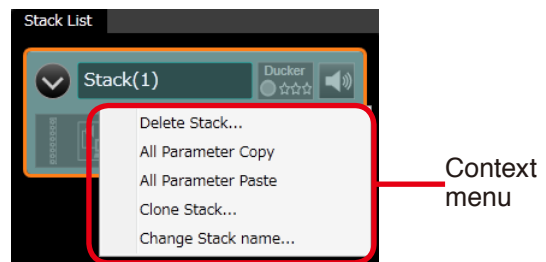 Stack List
Stack(1)
Ducker
Delete Stack...
All Parameter Copy
All Parameter Paste
Clone Stack...
Change Stack name...
Context
menu